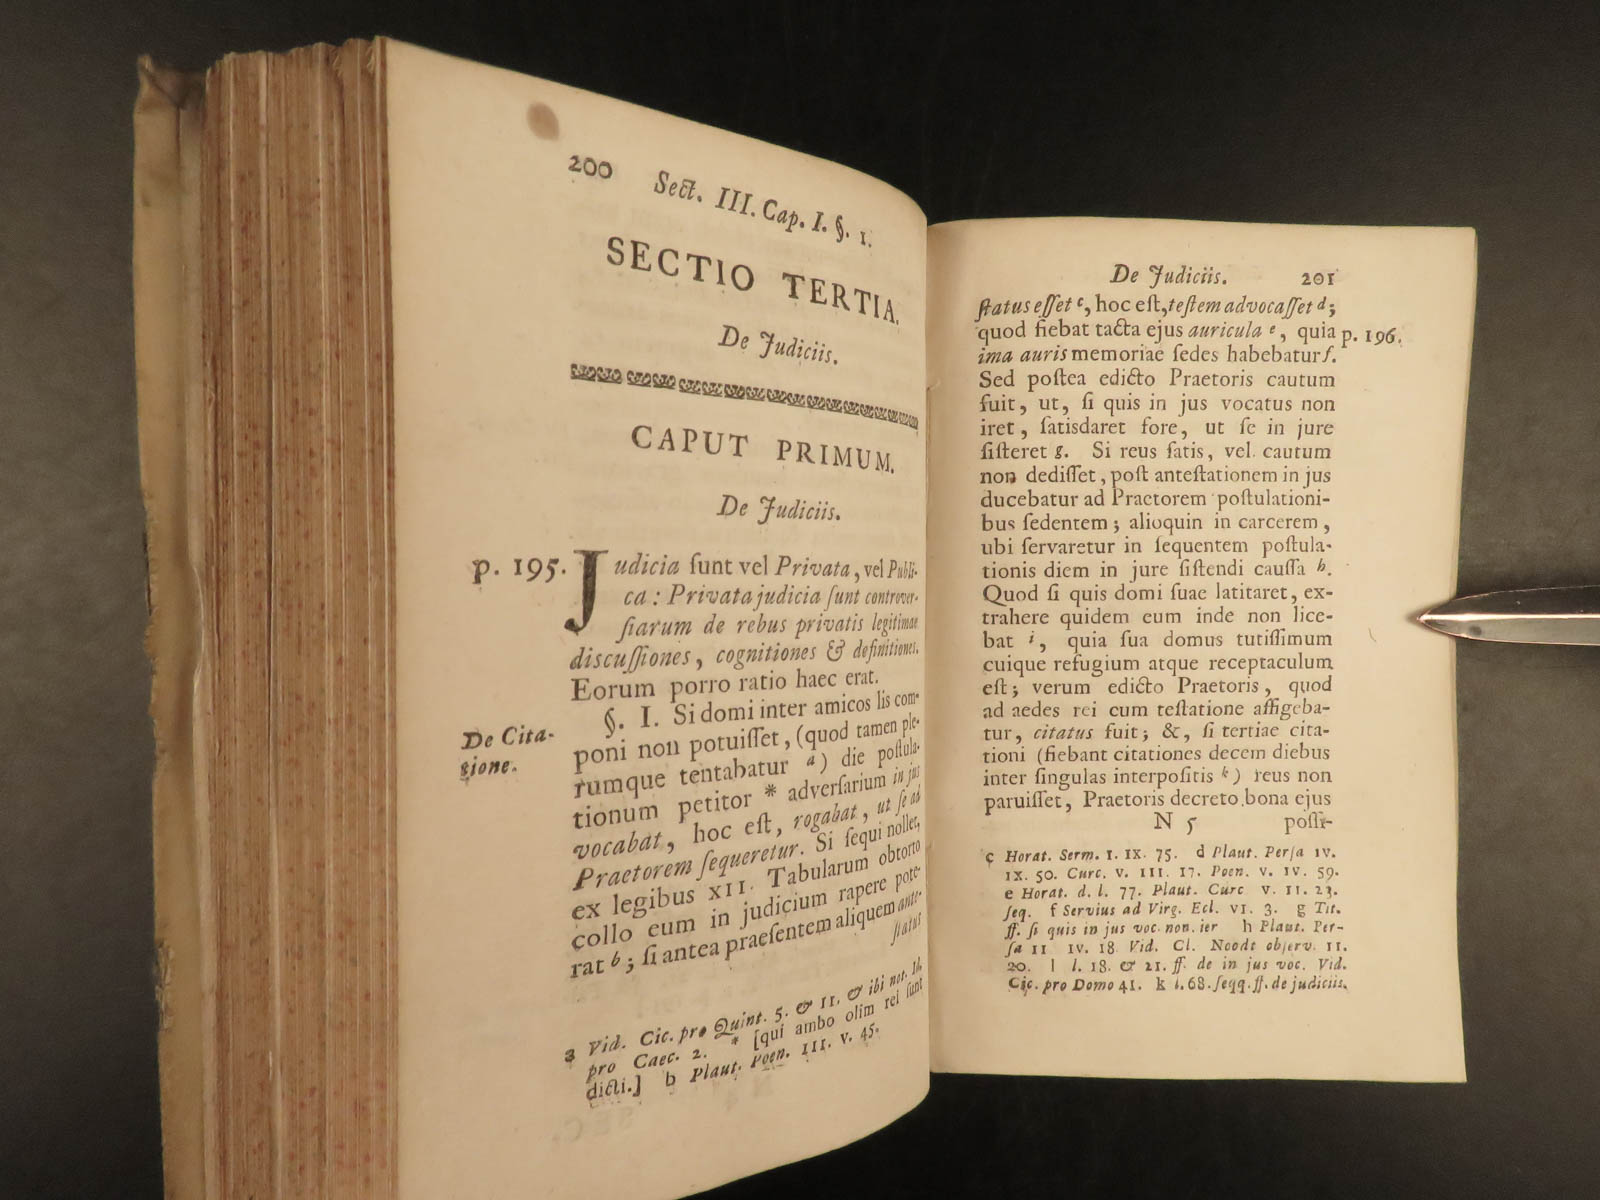 200 Sect. III. Cap. I. §. 1.
SECTIO TERTIA.
De Judiciis.
CAPUT PRIMUM.
De Judiciis.
p. 195. Judicia ſunt vel Privata, vel Publi-
ca: Privata judicia ſunt controver-
ſiarum de rebus privatis legitimae
diſcuſſiones, cognitiones & definitiones.
Eorum porro ratio haec erat.
De Cita-
tione.
§. I. Si domi inter amicos lis com-
poni non potuiſſet, (quod tamen ple-
rumque tentabatur a) die poſtula-
tionum petitor * adverſarium in jus
vocabat, hoc eſt, rogabat, ut ſe ad
Praetorem ſequeretur. Si ſequi nollet,
ex legibus XII. Tabularum obtorto
collo eum in judicium rapere pote-
rat b; ſi antea praeſentem aliquem ante-
ſtatus
a Vid. Cic. pro Quint. 5. & 11. & ibi not. Id.
pro Caec. 2. * [qui ambo olim rei ſunt
dicti.] b Plaut. Poen. III. v. 45.
De Judiciis. 201
ſtatus eſſet c, hoc eſt, teſtem advocaſſet d;
quod fiebat tacta ejus auricula e, quia p. 196.
ima auris memoriae ſedes habebatur f.
Sed poſtea edicto Praetoris cautum
fuit, ut, ſi quis in jus vocatus non
iret, ſatisdaret fore, ut ſe in jure
ſiſteret g. Si reus ſatis, vel cautum
non dediſſet, poſt anteſtationem in jus
ducebatur ad Praetorem poſtulationi-
bus ſedentem; alioquin in carcerem,
ubi ſervaretur in ſequentem poſtula-
tionis diem in jure ſiſtendi cauſſa h.
Quod ſi quis domi ſuae latitaret, ex-
trahere quidem eum inde non lice-
bat i, quia ſua domus tutiſſimum
cuique refugium atque receptaculum
eſt; verum edicto Praetoris, quod
ad aedes rei cum teſtatione affigeba-
tur, citatus fuit; &, ſi tertiae cita-
tioni (fiebant citationes decem diebus
inter ſingulas interpoſitis k) reus non
paruiſſet, Praetoris decreto bona ejus
N 5 poſſi-
c Horat. Serm. I. IX. 75. d Plaut. Perſa IV.
IX. 50. Curc. V. III. 17. Poen. V. IV. 59.
e Horat. d. l. 77. Plaut. Curc V. II. 23.
ſeq. f Servius ad Virg. Ecl. VI. 3. g Tit.
ff. ſi quis in jus voc. non. ier h Plaut. Per-
ſa II IV. 18. Vid. Cl. Noodt obſerv. II.
20. l l. 18. & 21. ff. de in jus voc. Vid.
Cic. pro Domo 41. k l. 68. ſeqq. ff. de judiciis.